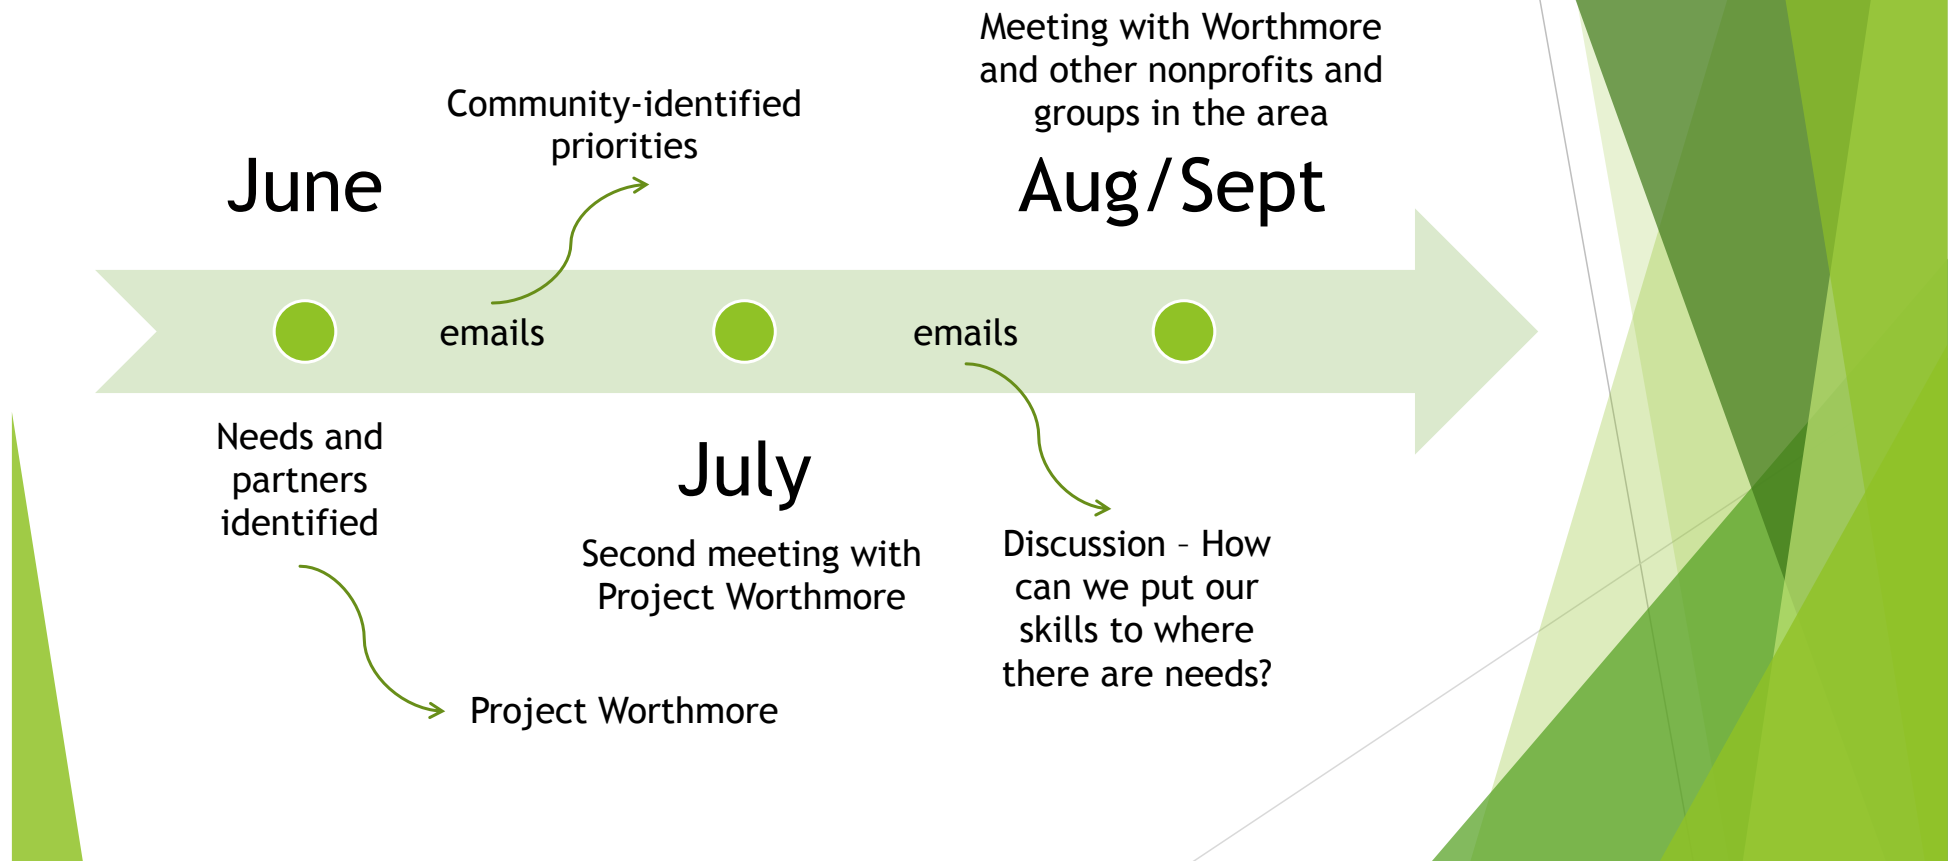 June
Needs and
partners
identified
Project Worthmore
emails
Community-identified
priorities
July
Second meeting with
Project Worthmore
emails
Discussion – How
can we put our
skills to where
there are needs?
Meeting with Worthmore
and other nonprofits and
groups in the area
Aug/Sept